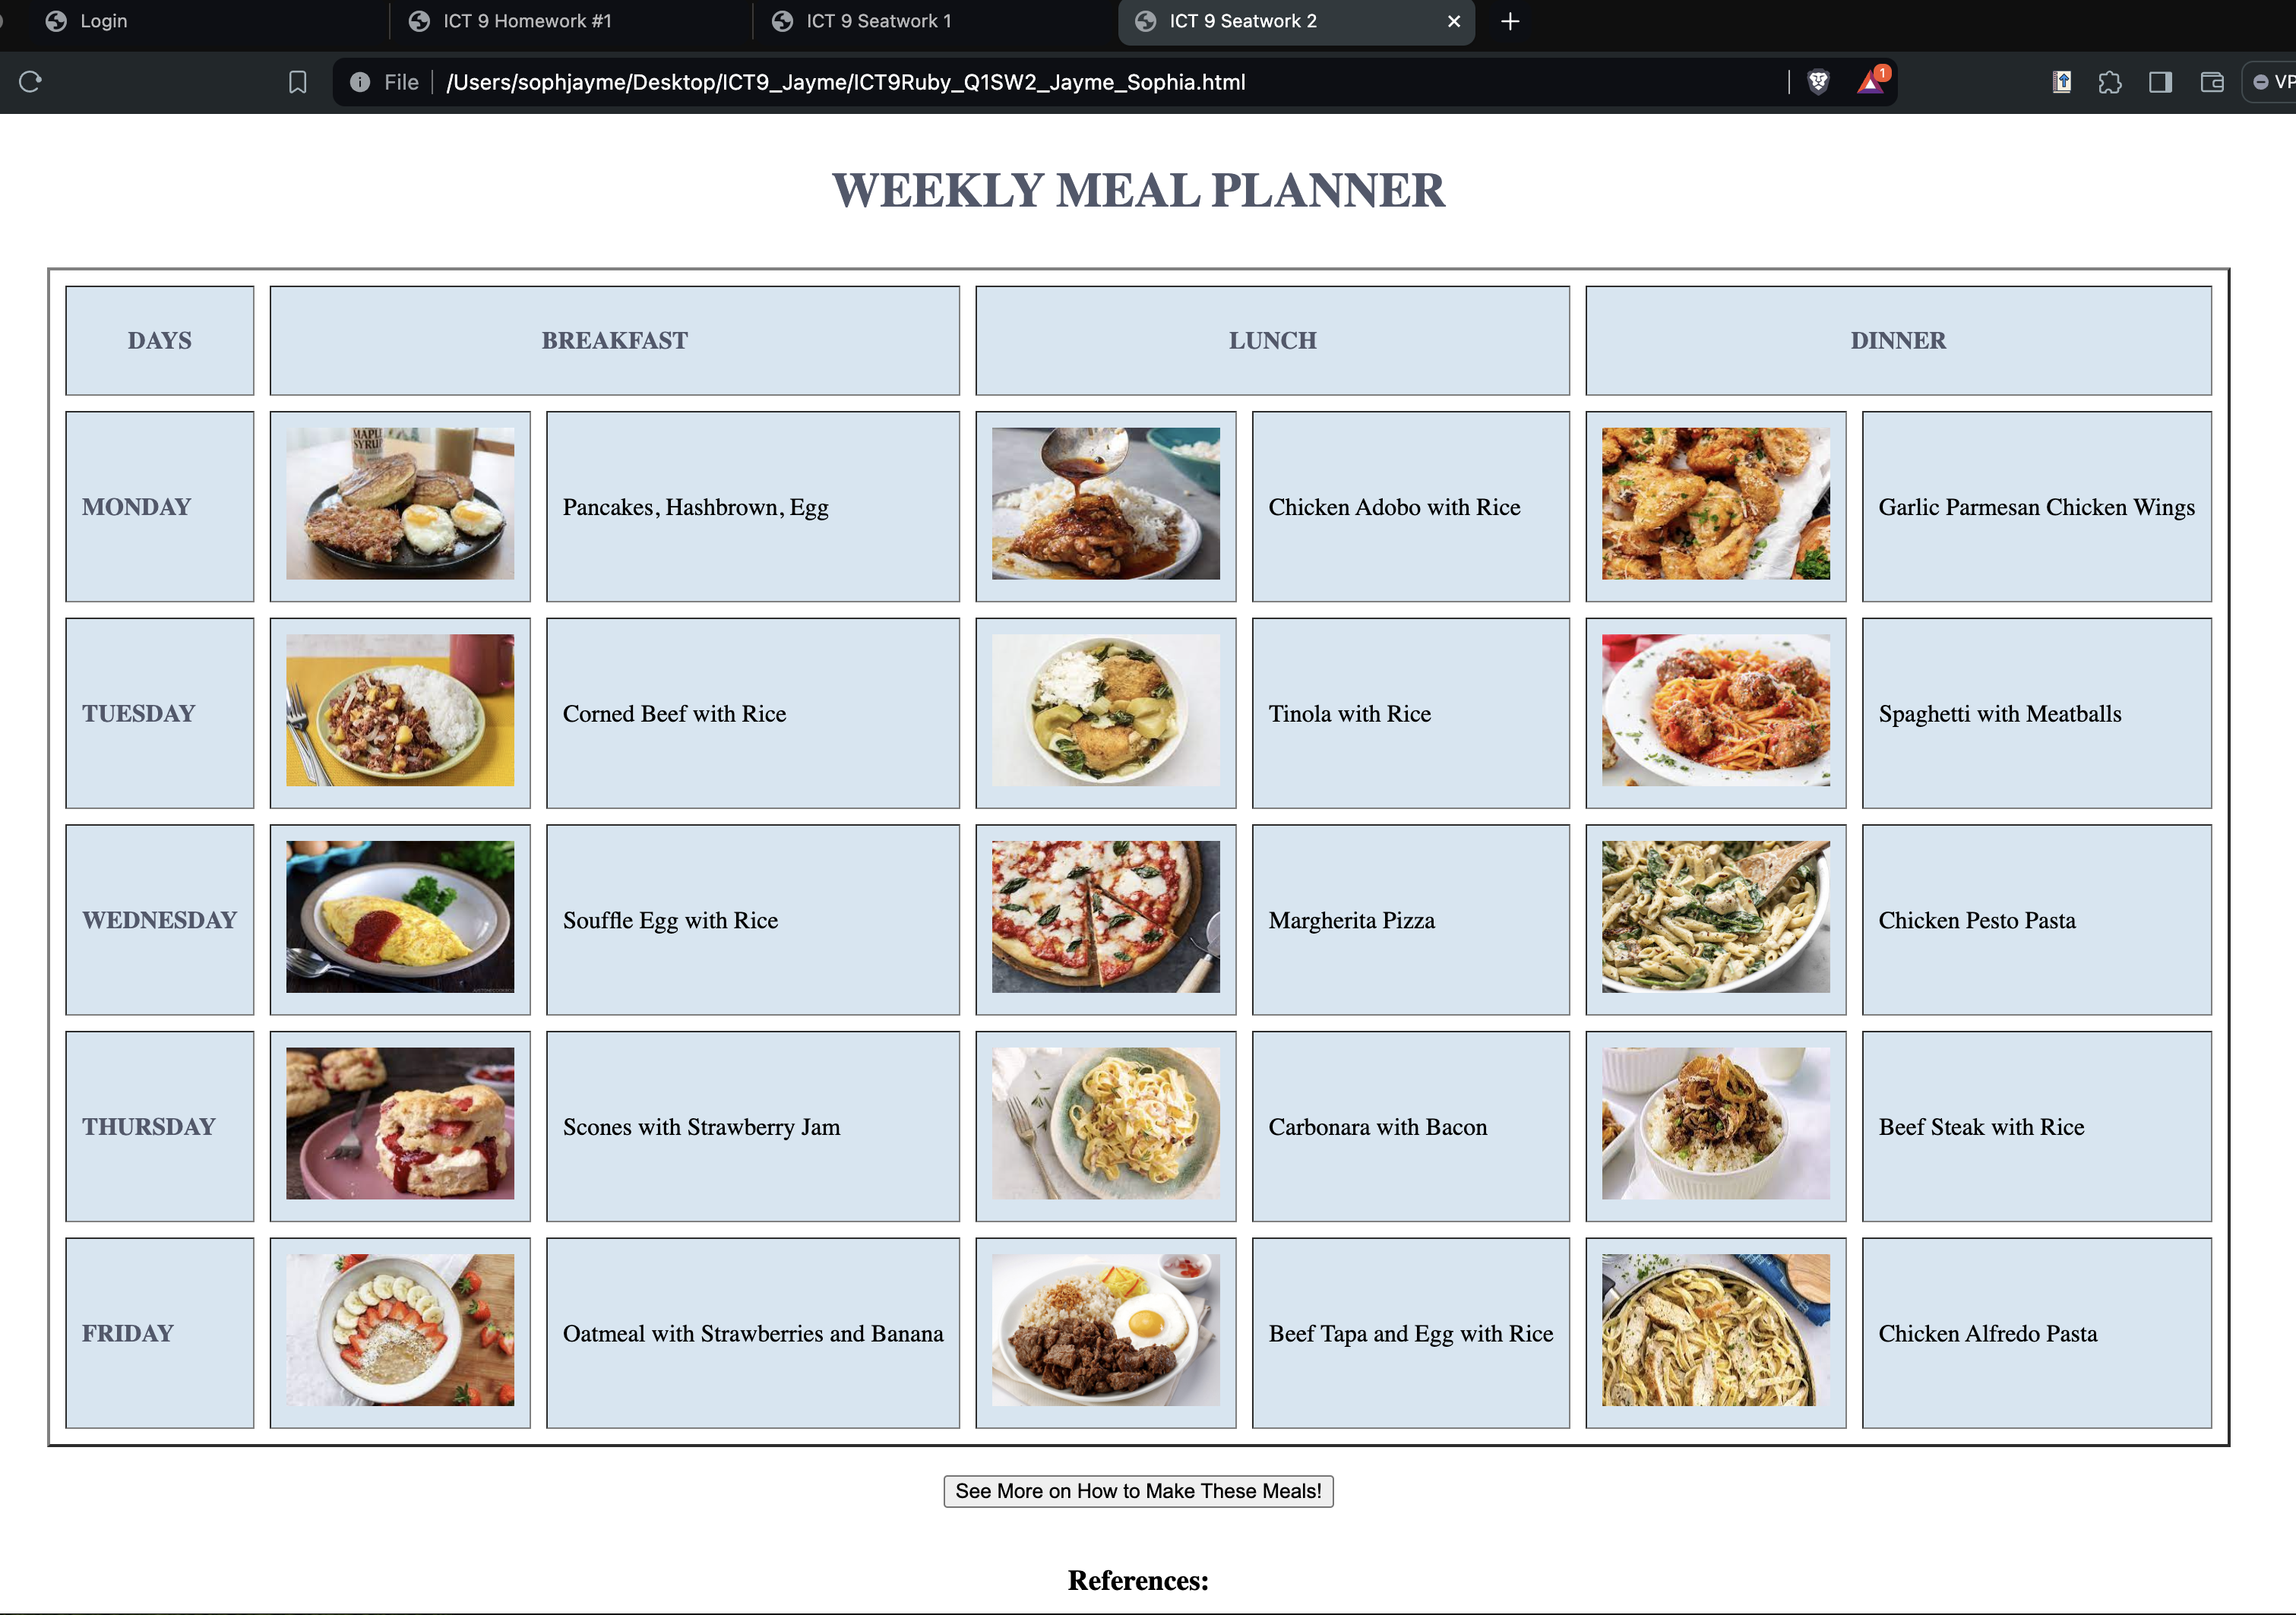 Login
ICT 9 Homework #1
ICT 9 Seatwork 1
ICT 9 Seatwork 2
File
/Users/sophjayme/Desktop/ICT9_Jayme/ICT9Ruby_Q1SW2_Jayme_Sophia.html
1
VP
WEEKLY MEAL PLANNER
DAYS BREAKFAST LUNCH DINNER
MONDAY
MAPLE
SYRUP
Pancakes, Hashbrown, Egg
Chicken Adobo with Rice
Garlic Parmesan Chicken Wings
TUESDAY
Corned Beef with Rice
Tinola with Rice
Spaghetti with Meatballs
WEDNESDAY
Souffle Egg with Rice
Margherita Pizza
Chicken Pesto Pasta
THURSDAY
Scones with Strawberry Jam
Carbonara with Bacon
Beef Steak with Rice
FRIDAY
Oatmeal with Strawberries and Banana
Beef Tapa and Egg with Rice
Chicken Alfredo Pasta
See More on How to Make These Meals!
References: